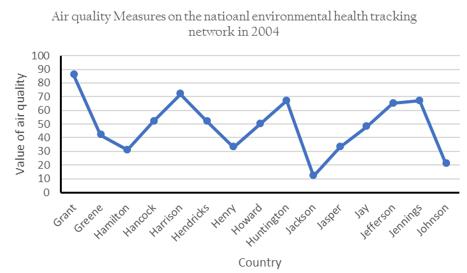 Air quality Measures on the natioanl environmental health tracking
network in 2004
Value of air quality
100
90
80
70
60
50
40
30
20
10
0
Grant
Greene
Hamilton
Hancock
Harrison
Hendricks
Henry
Howard
Huntington
Jackson
Jasper
Jay
Jefferson
Jennings
Johnson
Country